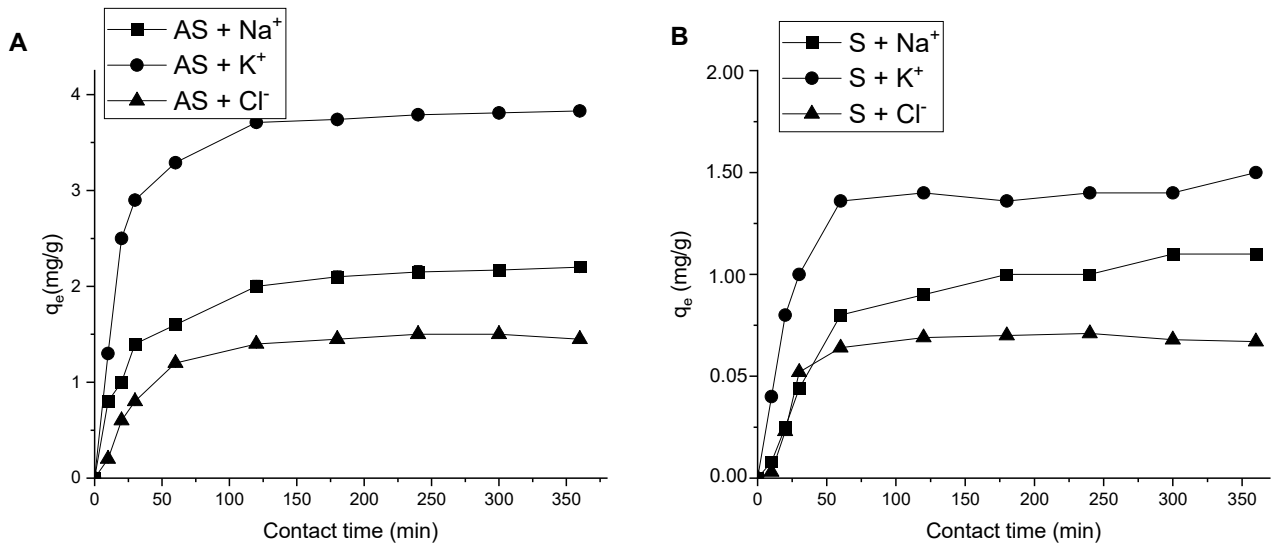 A
AS + Na⁺
AS + K⁺
AS + Cl⁻
4
3
2
1
0
qₑ(mg/g)
0 50 100 150 200 250 300 350
Contact time (min)
B
S + Na⁺
S + K⁺
S + Cl⁻
2.00
1.50
1.00
0.05
0.00
qₑ (mg/g)
0 50 100 150 200 250 300 350
Contact time (min)